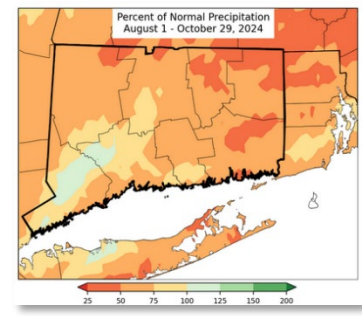 Percent of Normal Precipitation
August 1 - October 29, 2024
25 50 75 100 125 150 200